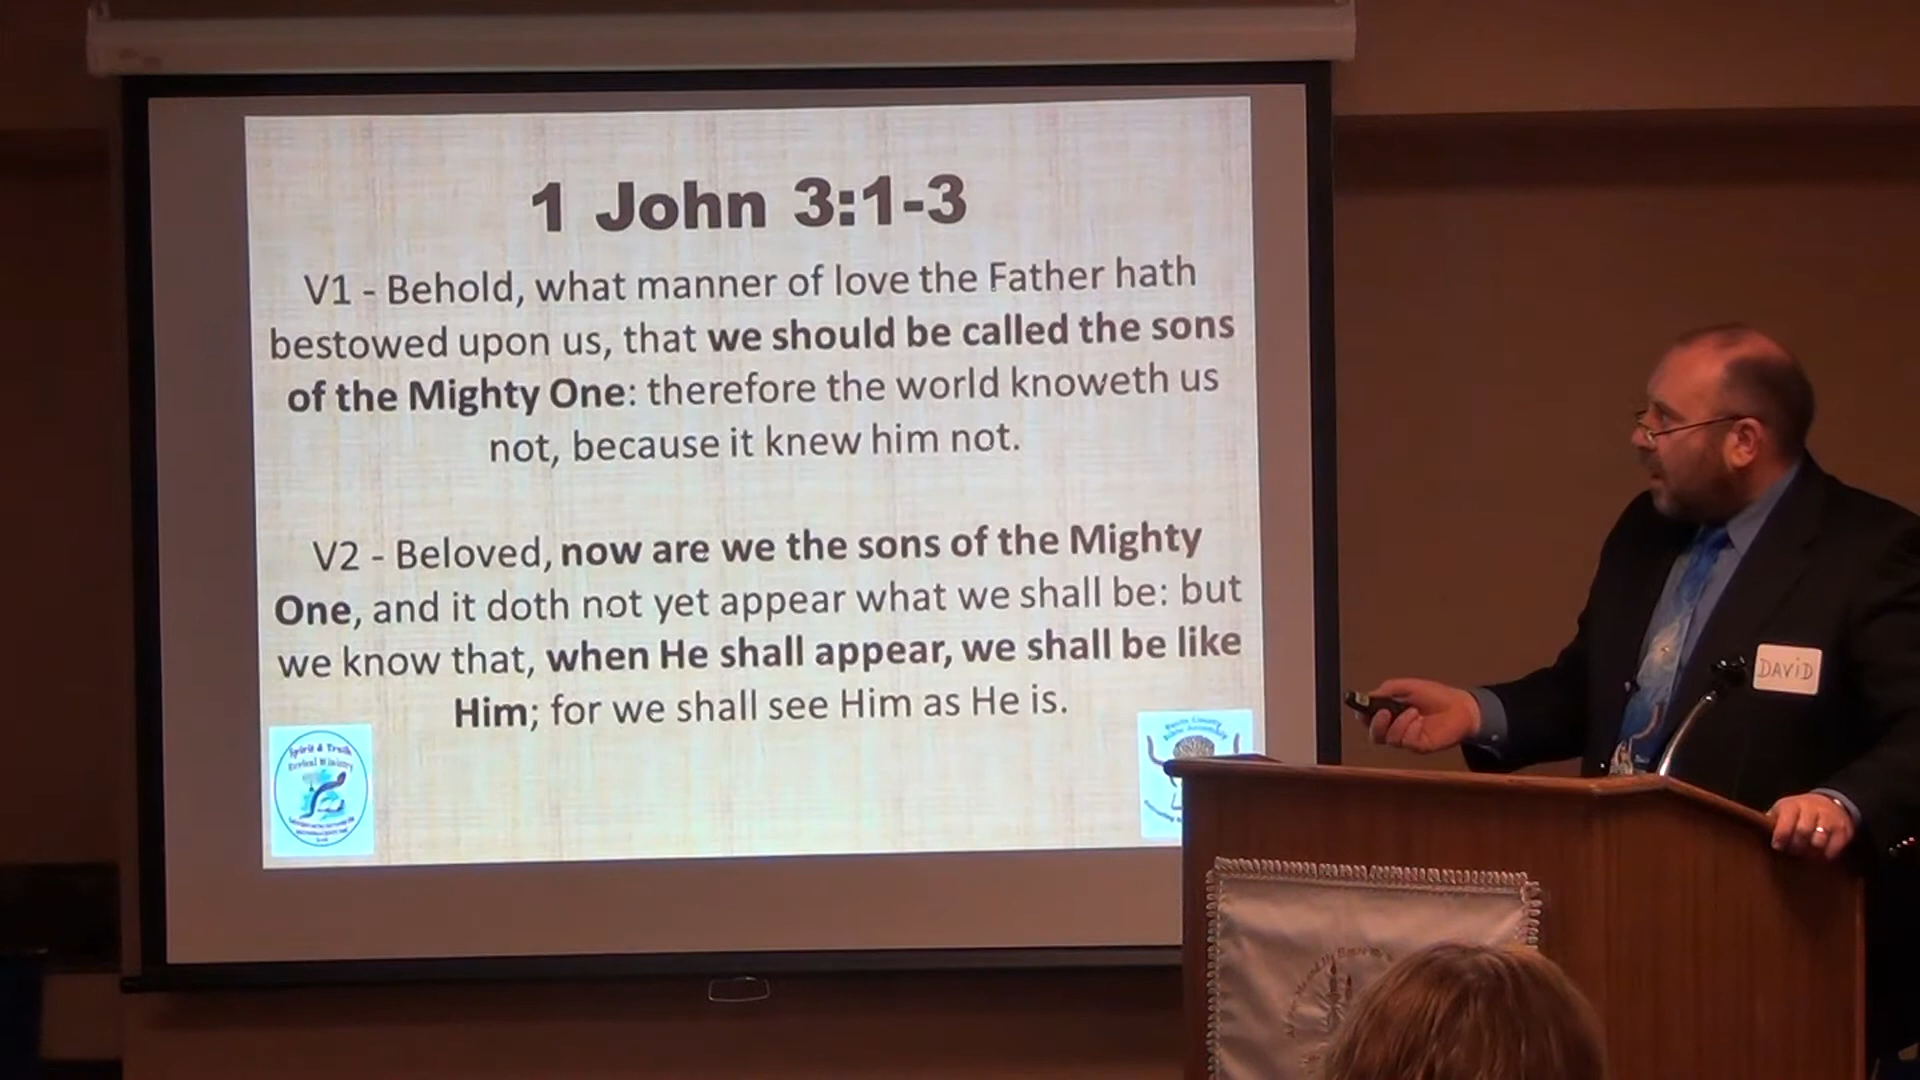 1 John 3:1-3
V1 - Behold, what manner of love the Father hath
bestowed upon us, that we should be called the sons
of the Mighty One: therefore the world knoweth us
not, because it knew him not.
V2 - Beloved, now are we the sons of the Mighty
One, and it doth not yet appear what we shall be: but
we know that, when He shall appear, we shall be like
Him; for we shall see Him as He is.
Spirit & Truth
Revival Ministry
Bible Assembly
DAViD